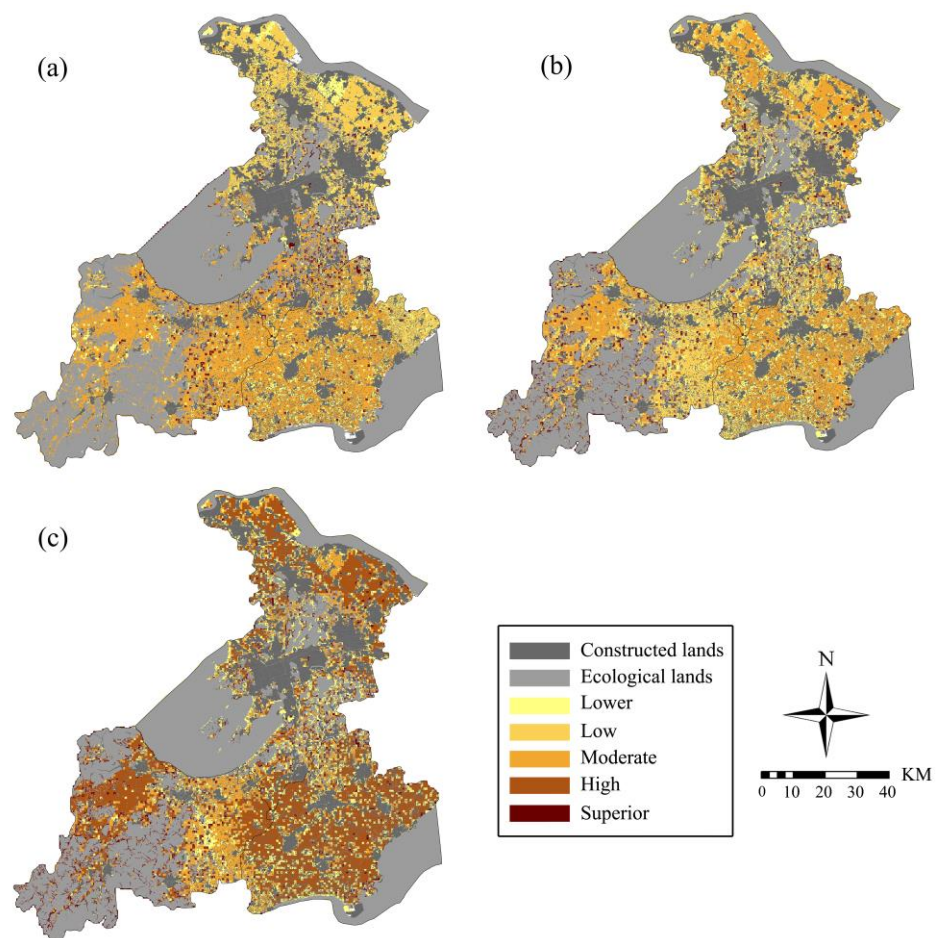 (a)
(b)
(c)
Constructed lands
Ecological lands
Lower
Low
Moderate
High
Superior
N
KM
0 5 10 20 30 40